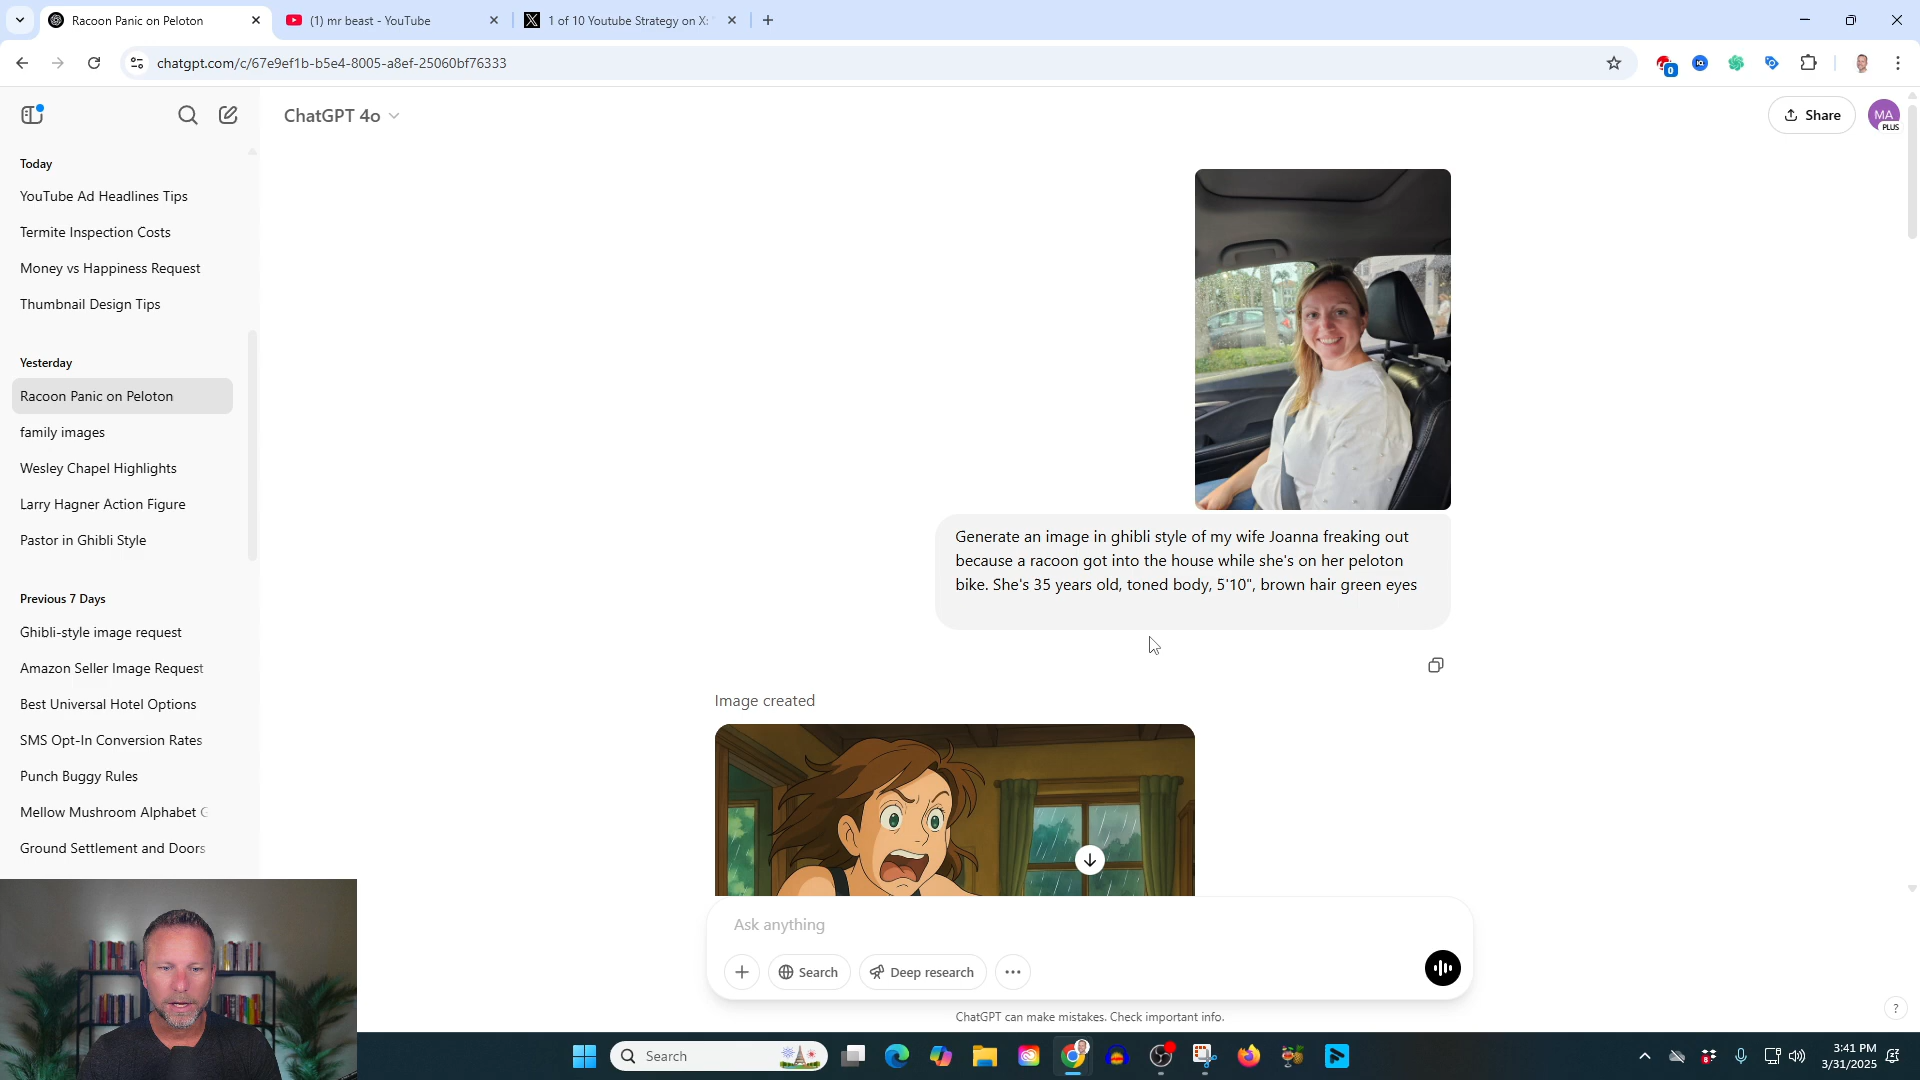 Racoon Panic on Peloton
(1) mr beast - YouTube
1 of 10 Youtube Strategy on X:
chatgpt.com/c/67e9ef1b-b5e4-8005-a8ef-25060bf76333
0
ChatGPT 4o
Share
MA
PLUS
Today
YouTube Ad Headlines Tips
Termite Inspection Costs
Money vs Happiness Request
Thumbnail Design Tips
Yesterday
Racoon Panic on Peloton
family images
Wesley Chapel Highlights
Larry Hagner Action Figure
Pastor in Ghibli Style
Previous 7 Days
Ghibli-style image request
Amazon Seller Image Request
Best Universal Hotel Options
SMS Opt-In Conversion Rates
Punch Buggy Rules
Mellow Mushroom Alphabet
Ground Settlement and Doors
Generate an image in ghibli style of my wife Joanna freaking out
because a racoon got into the house while she's on her peloton
bike. She's 35 years old, toned body, 5'10", brown hair green eyes
Image created
Ask anything
Search
Deep research
ChatGPT can make mistakes. Check important info.
?
Search
3:41 PM
3/31/2025